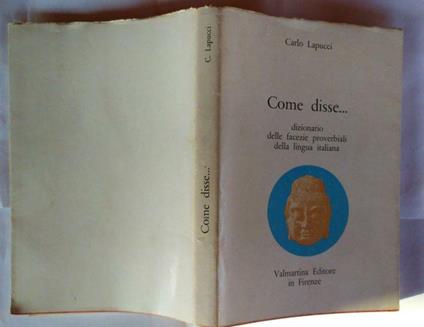 C. Lapucci
Come disse...
Carlo Lapucci
Come disse...
dizionario
delle facezie proverbiali
della lingua italiana
Valmartina Editore
in Firenze